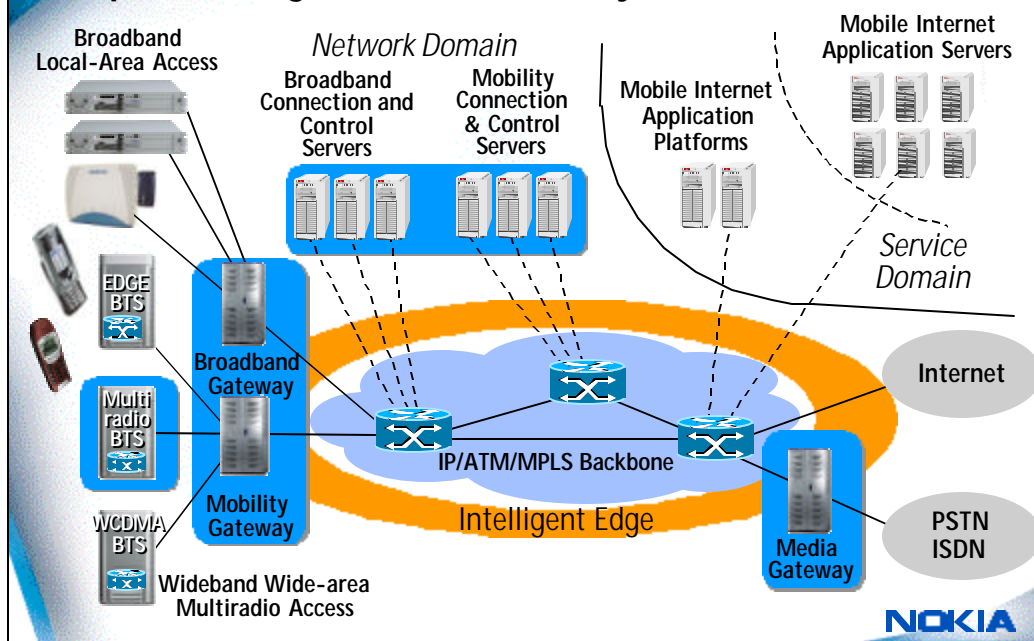 Broadband
Local-Area Access
Network Domain
Broadband
Connection and
Control
Servers
Mobility
Connection
& Control
Servers
Mobile Internet
Application
Platforms
Mobile Internet
Application Servers
Service
Domain
EDGE
BTS
Broadband
Gateway
Multi
radio
BTS
Internet
IP/ATM/MPLS Backbone
Mobility
Gateway
Intelligent Edge
WCDMA
BTS
Media
Gateway
PSTN
ISDN
Wideband Wide-area
Multiradio Access
NOKIA